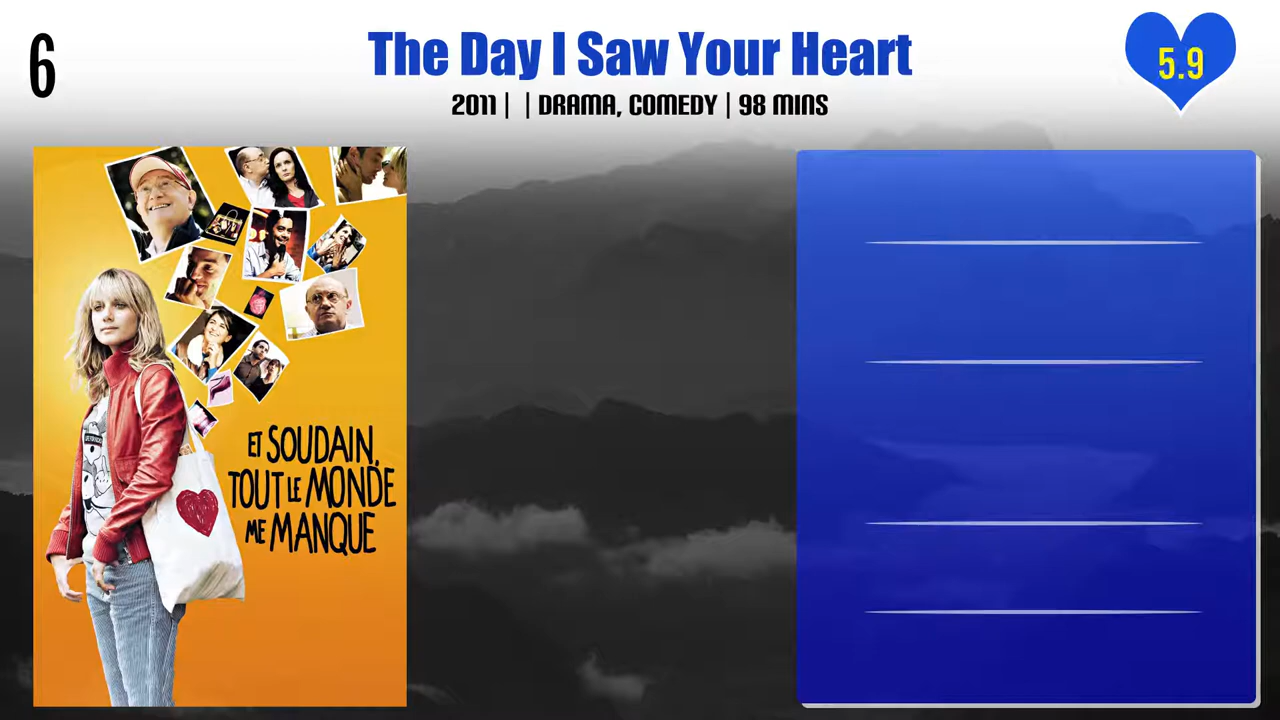 6
The Day I Saw Your Heart
5.9
2011 | | DRAMA, COMEDY | 98 MINS
ET SOUDAIN,
TOUT LE MONDE
ME MANQUE